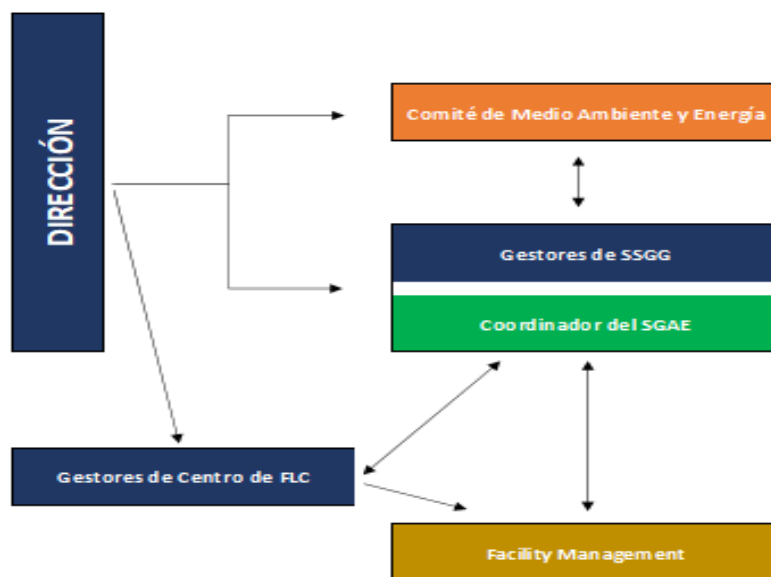 DIRECCIÓN
Comité de Medio Ambiente y Energía
Gestores de SSGG
Coordinador del SGAE
Gestores de Centro de FLC
Facility Management